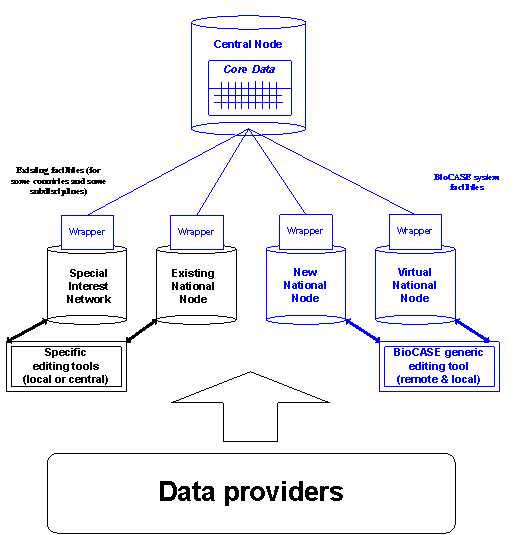 Central Node
Core Data
Existing facilities (for
some countries and some
subdisciplines)
BioCASE system
facilities
Wrapper
Wrapper
Wrapper
Wrapper
Special
Interest
Network
Existing
National
Node
New
National
Node
Virtual
National
Node
Specific
editing tools
(local or central)
BioCASE generic
editing tool
(remote & local)
Data providers